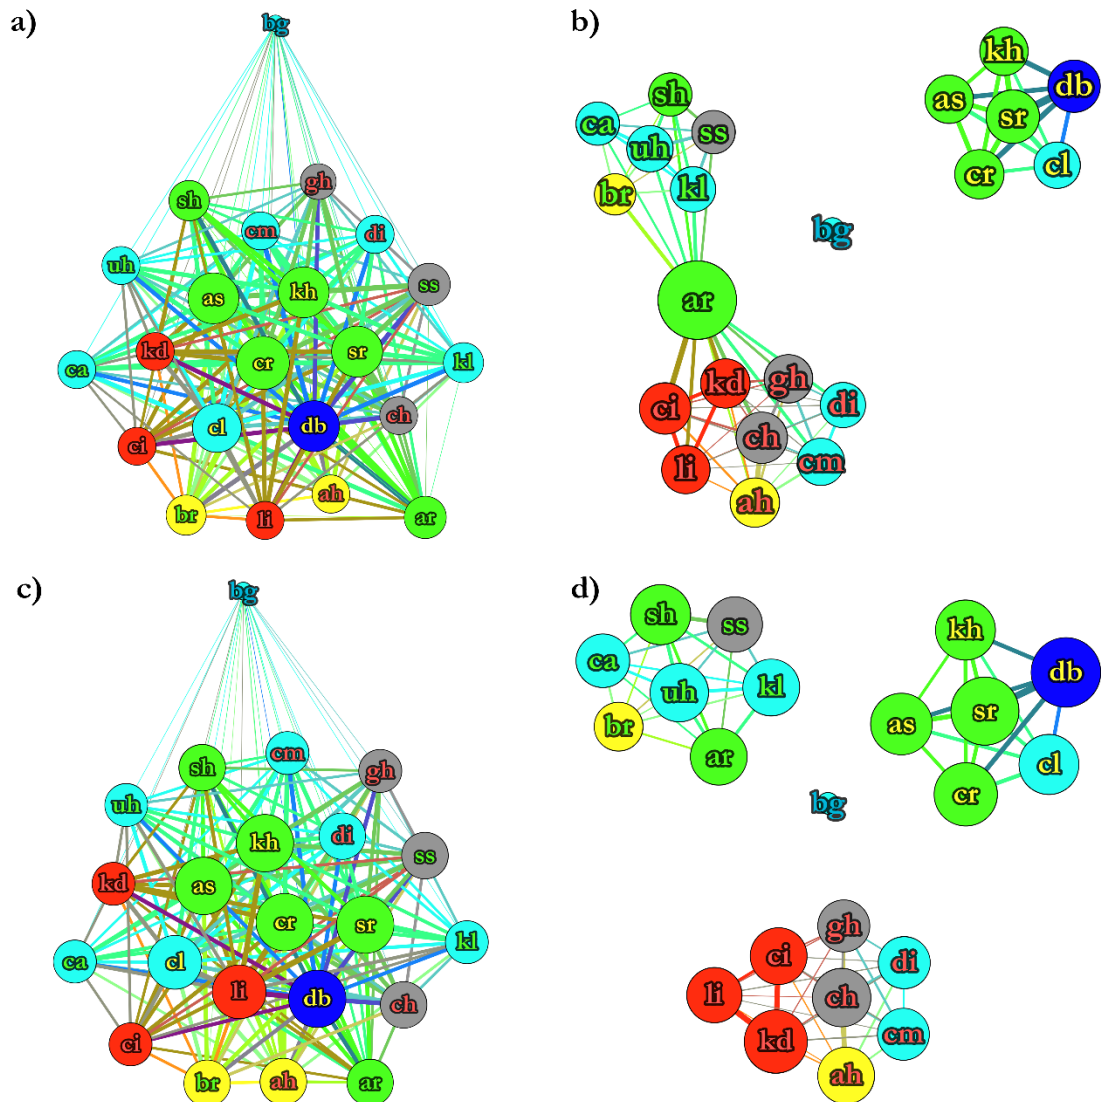 a)
bg
gh
sh
cm
di
uh
ss
kh
as
kd
sr
cr
kl
ca
ch
db
cl
ci
ah
br
li
ar
b)
kh
db
as
sr
cl
cr
sh
ca
ss
uh
br
kl
bg
ar
kd
gh
ci
di
ch
li
cm
ah
c)
bg
cm
sh
gh
uh
di
kh
ss
kd
as
cr
sr
kl
ca
cl
li
db
ch
ci
br
ah
ar
d)
sh
ss
ca
uh
kl
br
ar
kh
db
sr
as
cl
cr
bg
gh
ci
di
li
ch
kd
cm
ah